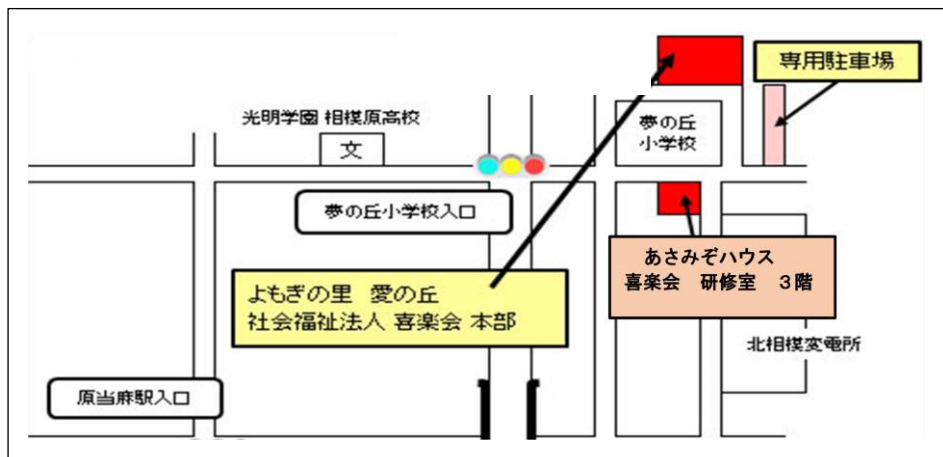 専用駐車場
光明学園 相模原高校
文
夢の丘
小学校
夢の丘小学校入口
あさみぞハウス
喜楽会　研修室　３階
よもぎの里　愛の丘
社会福祉法人 喜楽会 本部
北相模変電所
原当麻駅入口